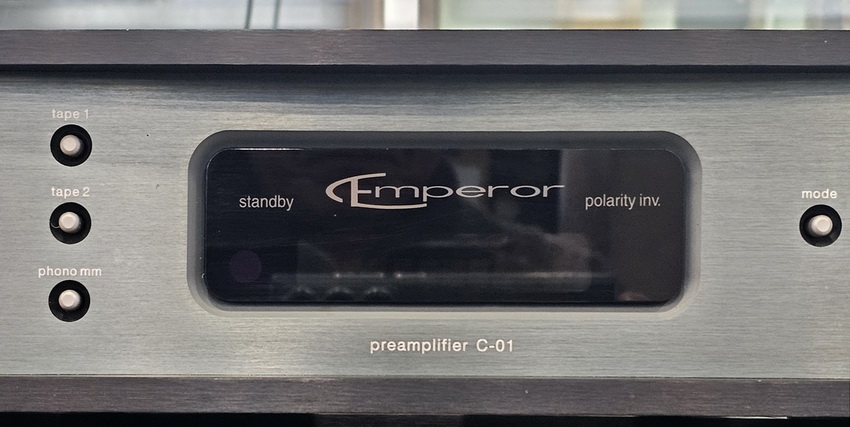 tape 1
tape 2
phono mm
standby
Emperor
polarity inv.
mode
preamplifier C-01